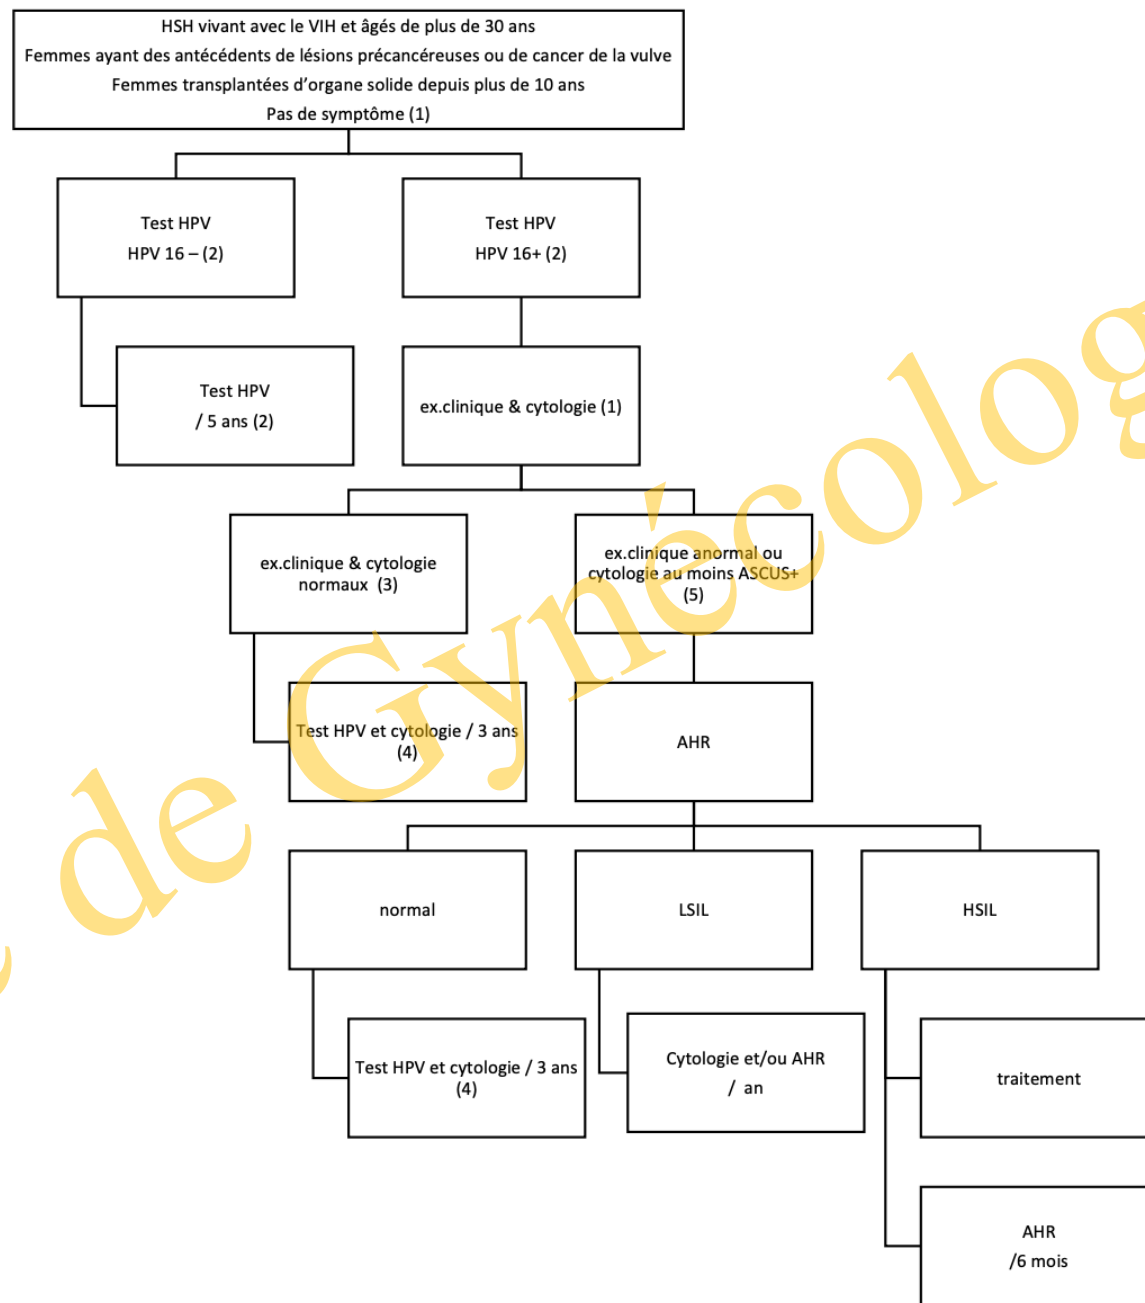 HSH vivant avec le VIH et âgés de plus de 30 ans
Femmes ayant des antécédents de lésions précancéreuses ou de cancer de la vulve
Femmes transplantées d'organe solide depuis plus de 10 ans
Pas de symptôme (1)
Test HPV
HPV 16 – (2)
Test HPV
HPV 16+ (2)
Test HPV
/ 5 ans (2)
ex.clinique & cytologie (1)
ex.clinique & cytologie
normaux (3)
ex.clinique anormal ou
cytologie au moins ASCUS+
(5)
Test HPV et cytologie / 3 ans
(4)
AHR
normal
LSIL
HSIL
Test HPV et cytologie / 3 ans
(4)
Cytologie et/ou AHR
/ an
traitement
AHR
/6 mois
de Gynécolog